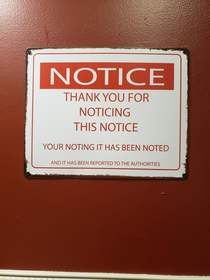 NOTICE
THANK YOU FOR
NOTICING
THIS NOTICE
YOUR NOTING IT HAS BEEN NOTED
AND IT HAS BEEN REPORTED TO THE AUTHORITIES